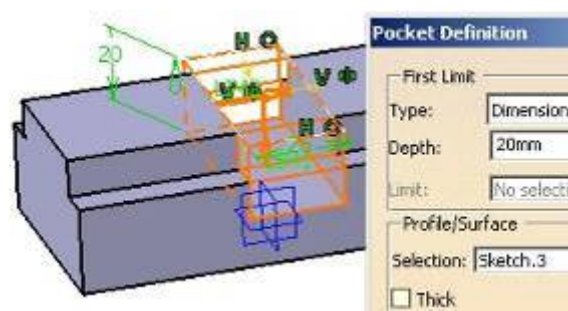 Pocket Definition
First Limit
Type: Dimension
Depth: 20mm
Limit: No selecti
Profile/Surface
Selection: Sketch.3
Thick
20
H
V
V
H